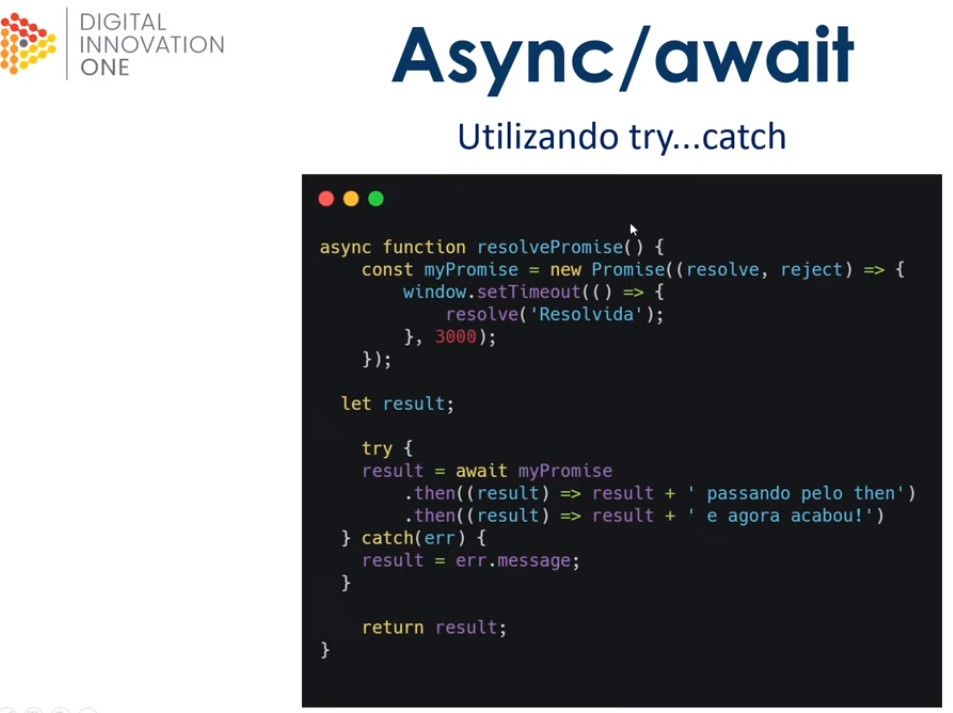 DIGITAL
INNOVATION
ONE
Async/await
Utilizando try...catch
async function resolvePromise() {
    const myPromise = new Promise((resolve, reject) => {
        window.setTimeout(() => {
            resolve('Resolvida');
        }, 3000);
    });
  let result;
    try {
    result = await myPromise
        .then((result) => result + ' passando pelo then')
        .then((result) => result + ' e agora acabou!')
  } catch(err) {
    result = err.message;
  }
    return result;
}